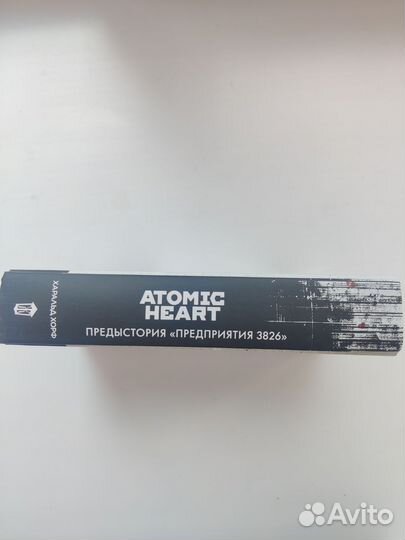 ХАРАЛЬД ХОРФ
ATOMIC
HEART
ПРЕДЫСТОРИЯ «ПРЕДПРИЯТИЯ 3826»
Avito